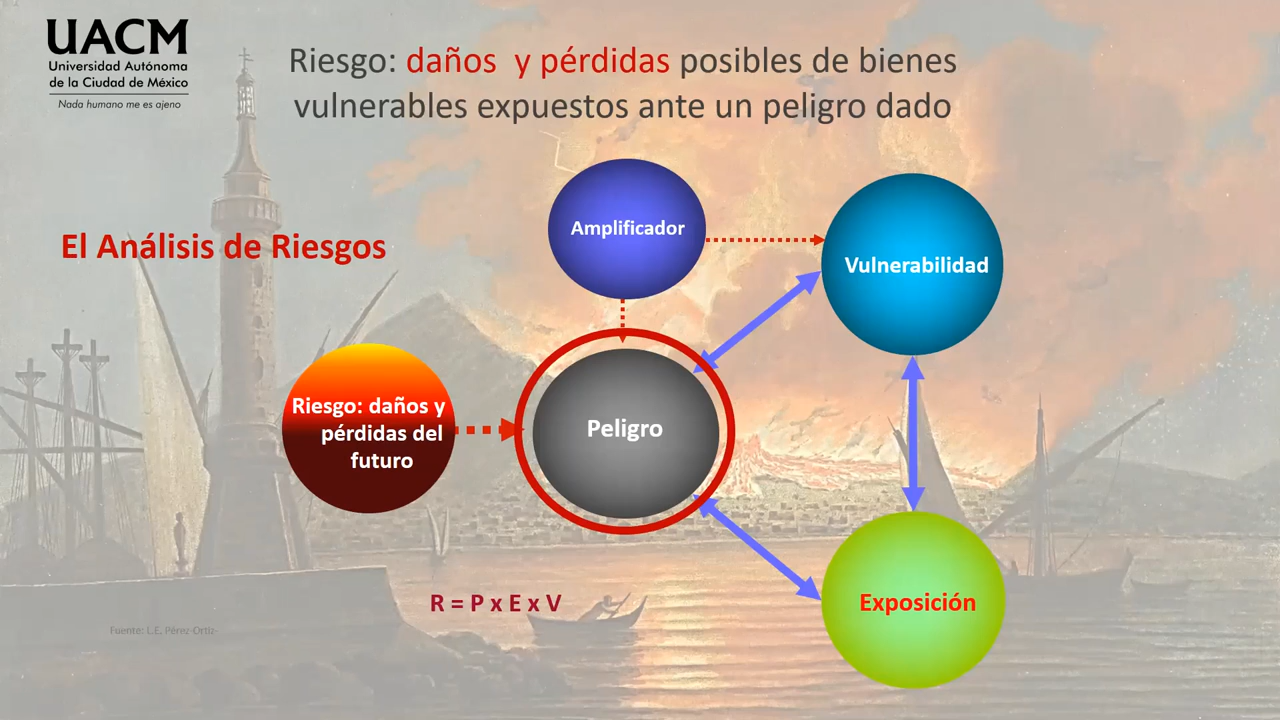 UACM
Universidad Autónoma
de la Ciudad de México
Nada humano me es ajeno
Riesgo: daños y pérdidas posibles de bienes
vulnerables expuestos ante un peligro dado
El Análisis de Riesgos
Amplificador
Vulnerabilidad
Riesgo: daños y
pérdidas del
futuro
Peligro
Exposición
R = P x E x V
Fuente: L.E. Pérez-Ortiz-